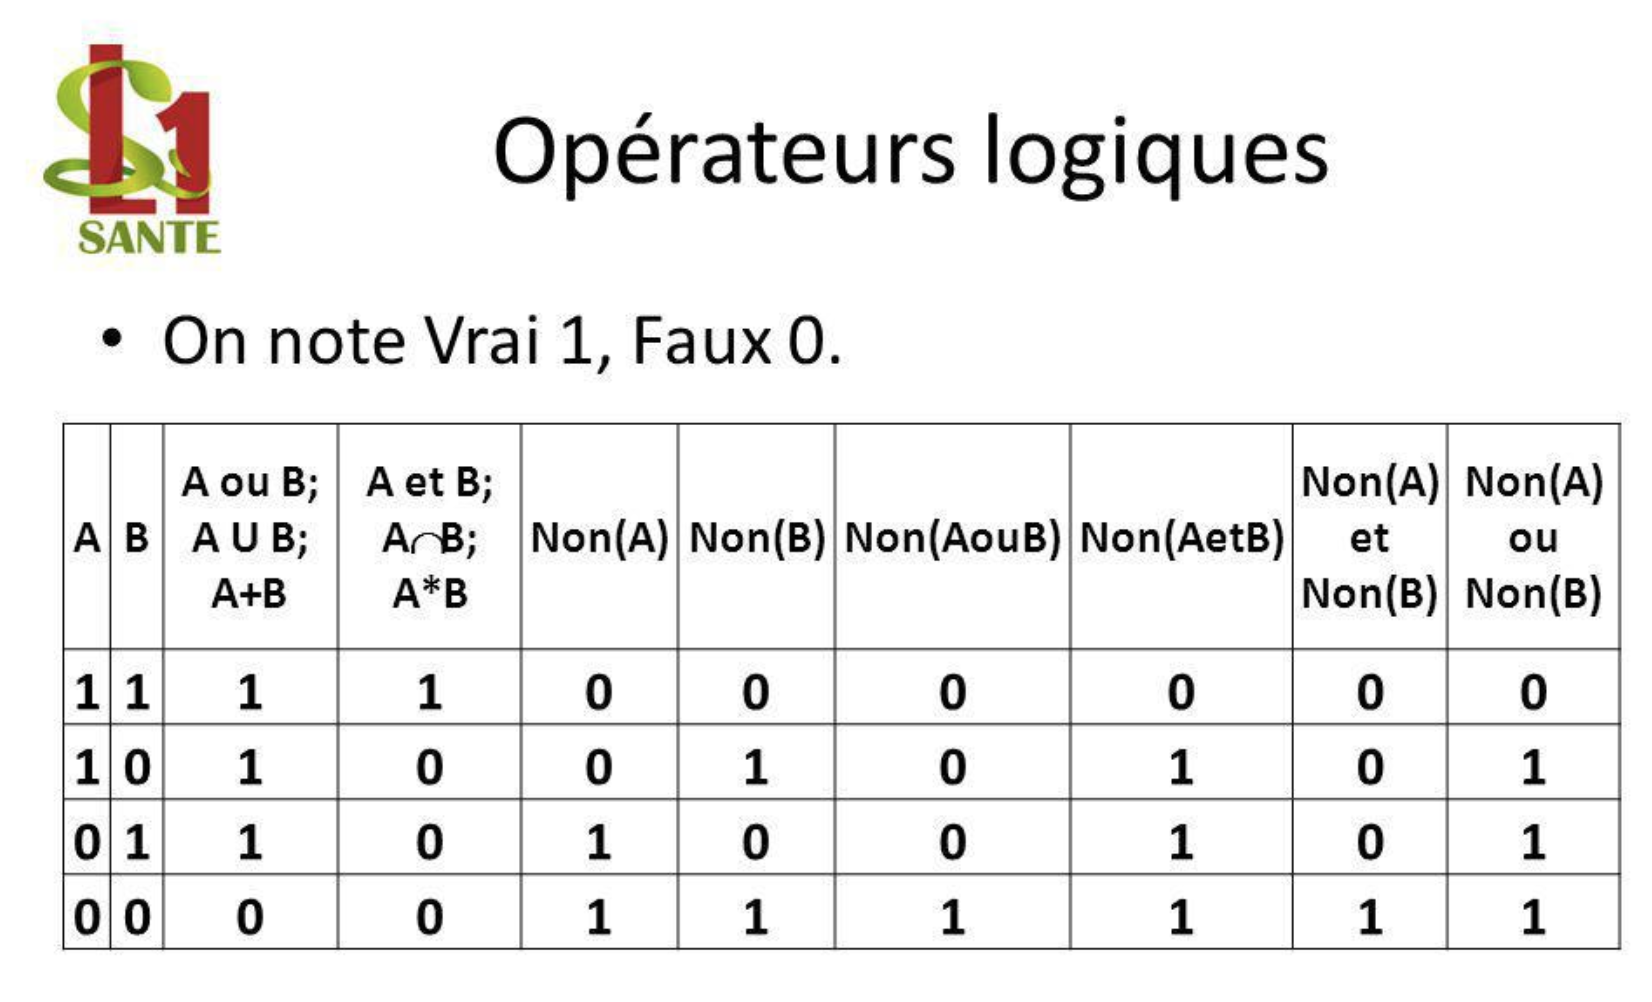 L1
SANTE
Opérateurs logiques
• On note Vrai 1, Faux 0.
A B A ou B; A U B; A+B A et B; A⌒B; A*B Non(A) Non(B) Non(AouB) Non(AetB) Non(A) et Non(B) Non(A) ou Non(B)
1 1 1 1 0 0 0 0 0 0
1 0 1 0 0 1 0 1 0 1
0 1 1 0 1 0 0 1 0 1
0 0 0 0 1 1 1 1 1 1